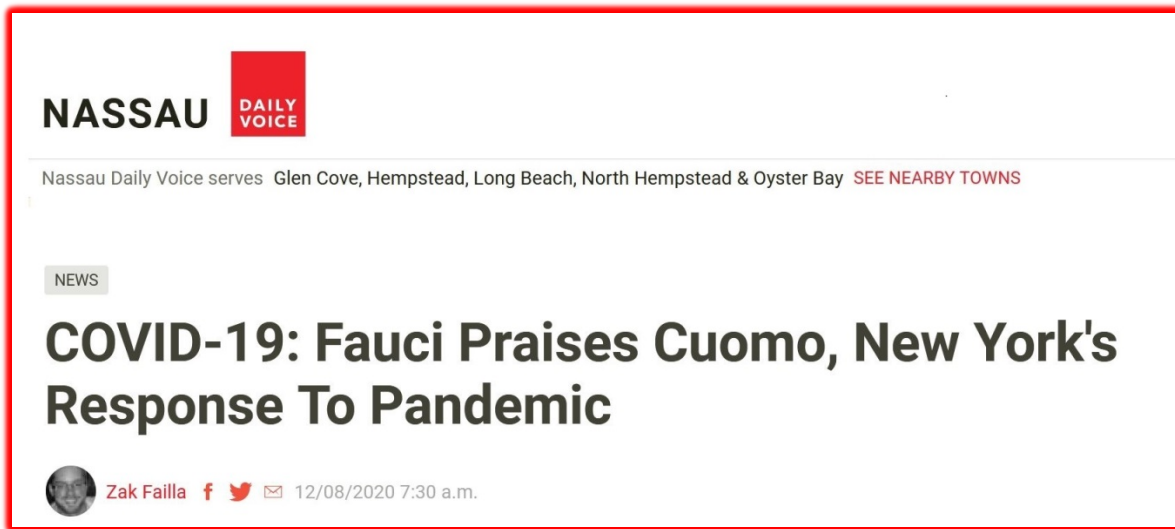 NASSAU
DAILY
VOICE
Nassau Daily Voice serves Glen Cove, Hempstead, Long Beach, North Hempstead & Oyster Bay SEE NEARBY TOWNS
NEWS
COVID-19: Fauci Praises Cuomo, New York's
Response To Pandemic
Zak Failla f 12/08/2020 7:30 a.m.